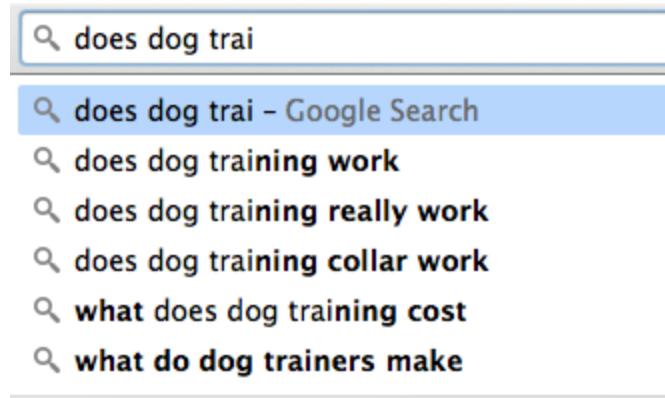 does dog trai
does dog trai – Google Search
does dog training work
does dog training really work
does dog training collar work
what does dog training cost
what do dog trainers make